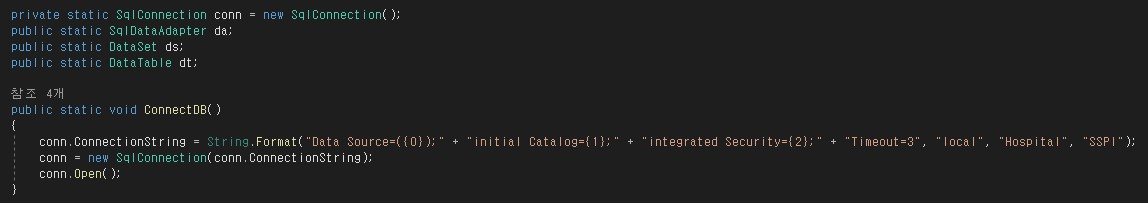 private static SqlConnection conn = new SqlConnection();
public static SqlDataAdapter da;
public static DataSet ds;
public static DataTable dt;
참조 4개
public static void ConnectDB()
{
conn.ConnectionString = String.Format("Data Source=({0});" + "initial Catalog={1};" + "integrated Security={2};" + "Timeout=3", "local", "Hospital", "SSPI");
conn = new SqlConnection(conn.ConnectionString);
conn.Open();
}